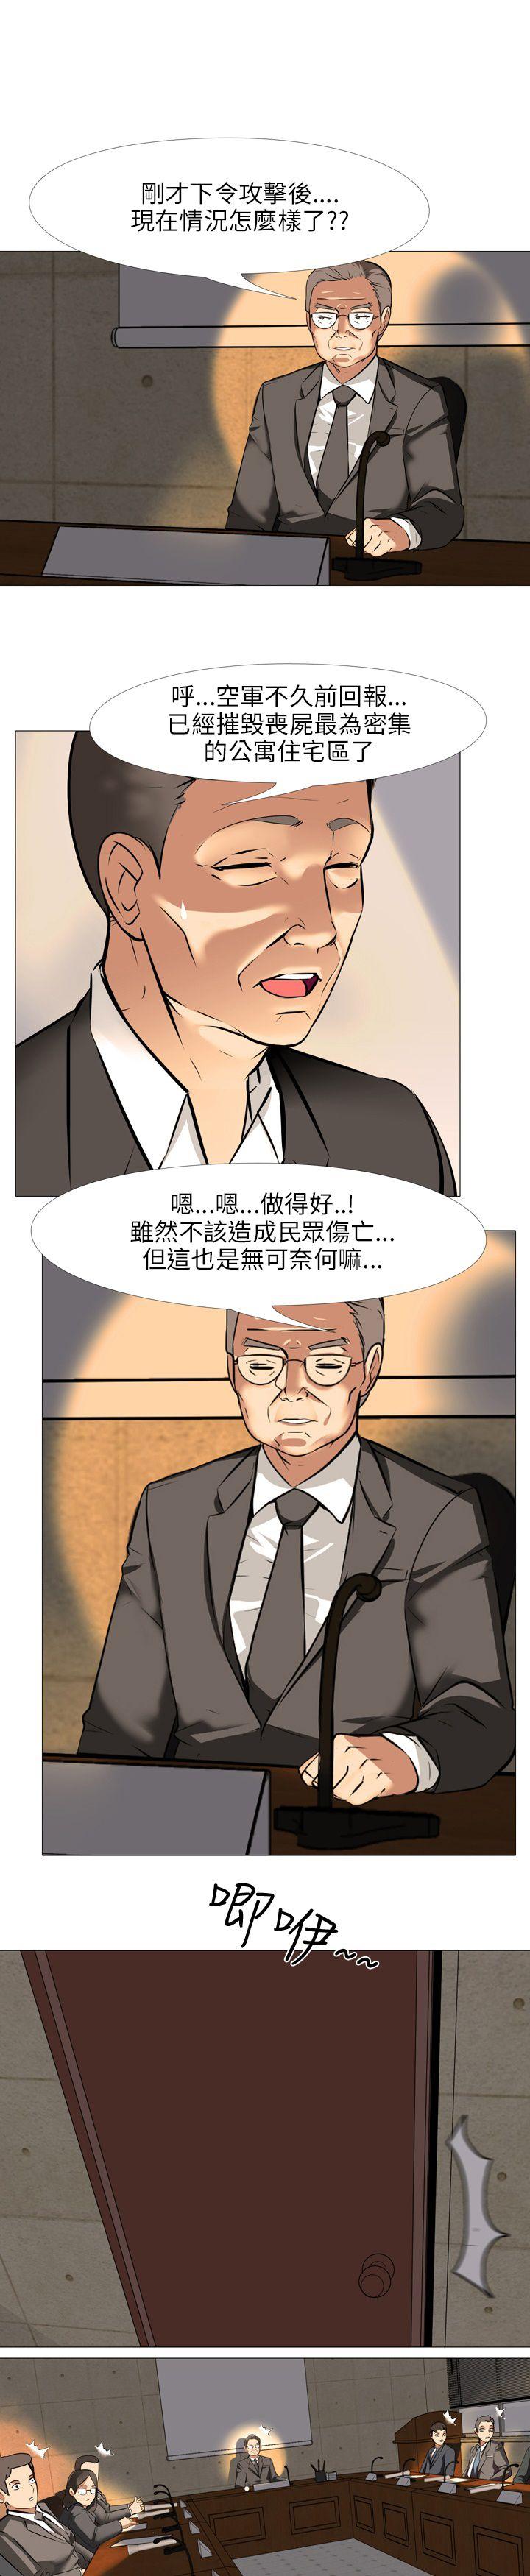 剛才下令攻擊後....
現在情況怎麼樣了??
呼...空軍不久前回報...
已經摧毀喪屍最為密集
的公寓住宅區了
嗯...嗯...做得好..!
雖然不該造成民眾傷亡...
但這也是無可奈何嘛...
唧咿~~